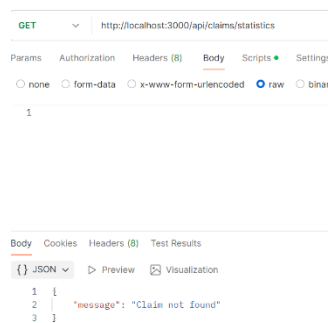 GET http://localhost:3000/api/claims/statistics
Params Authorization Headers (8) Body Scripts Settings
none form-data x-www-form-urlencoded raw
1
Body Cookies Headers (8) Test Results
{} JSON Preview Visualization
1 {
2 "message": "Claim not found"
3 }